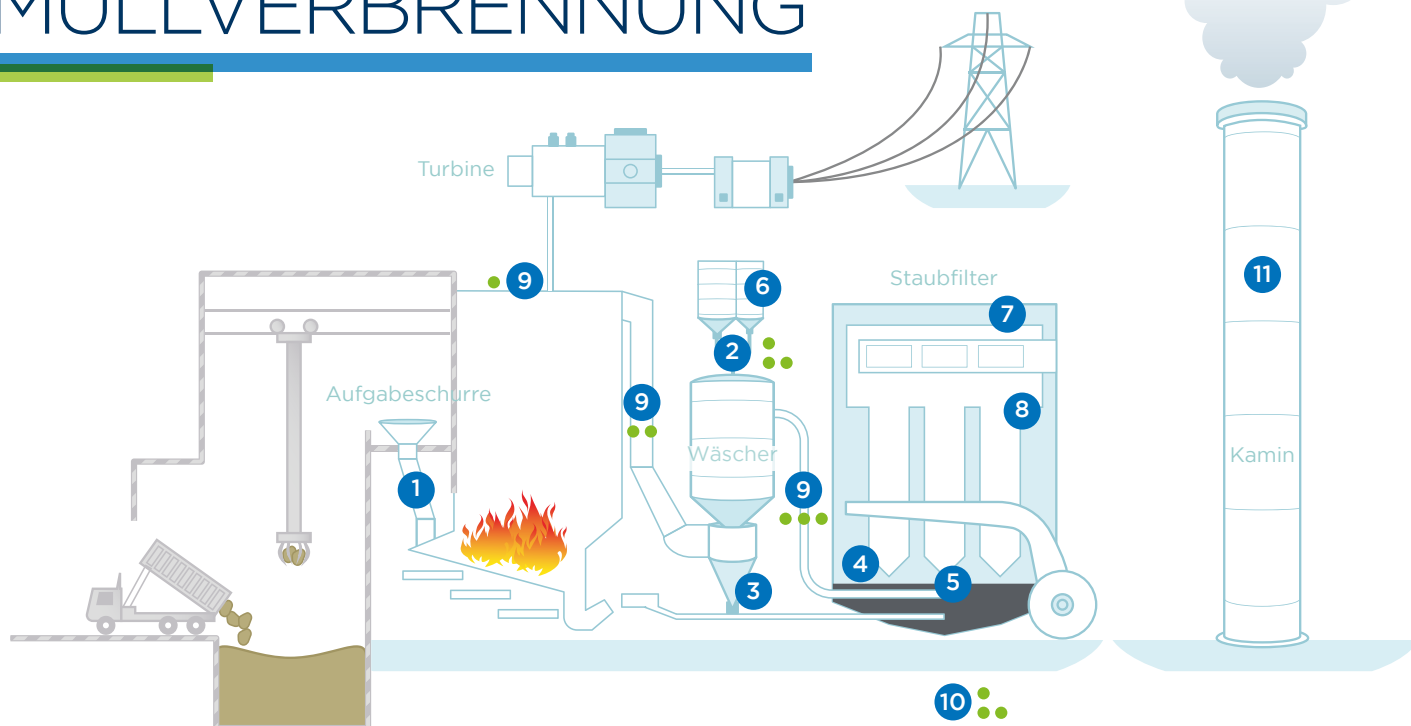 MÜLLVERBRENNUNG
Turbine
9
6
Staubfilter
7
11
2
Aufgabeschurre
9
8
Wäscher
Kamin
1
9
4
5
3
10